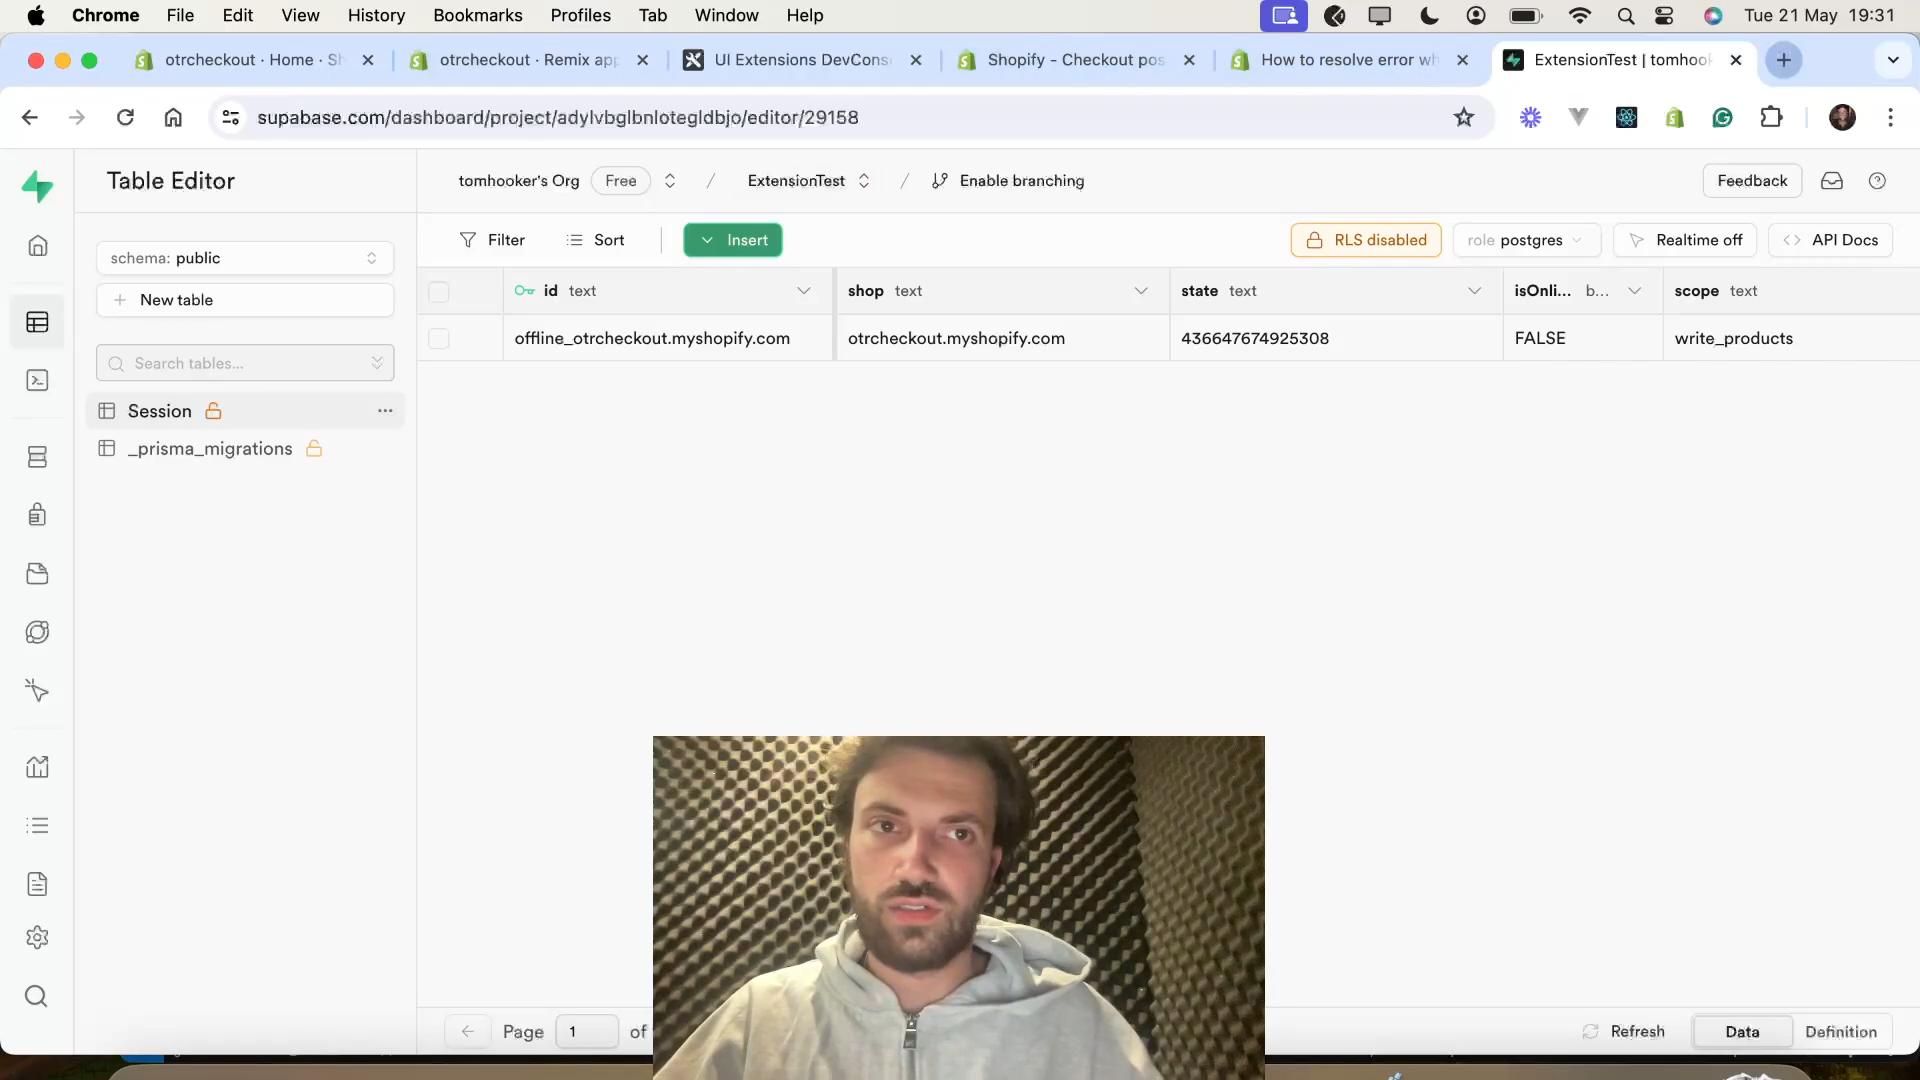 Chrome File Edit View History Bookmarks Profiles Tab Window Help Tue 21 May 19:31
otrcheckout · Home · Sh otrcheckout · Remix app UI Extensions DevCons Shopify - Checkout pos How to resolve error wh ExtensionTest | tomhook
supabase.com/dashboard/project/adylvbglbnlotegldbjo/editor/29158
Table Editor
tomhooker's Org Free / ExtensionTest / Enable branching
Feedback
Filter Sort Insert RLS disabled role postgres Realtime off API Docs
schema: public
New table
Search tables...
Session
_prisma_migrations
id text shop text state text isOnli... b... scope text
offline_otrcheckout.myshopify.com otrcheckout.myshopify.com 436647674925308 FALSE write_products
Page 1 of
Refresh Data Definition